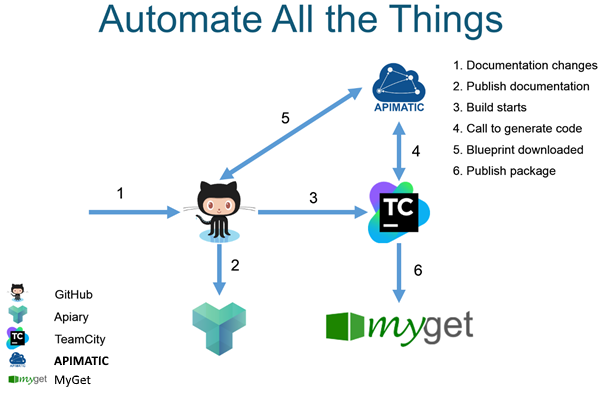 Automate All the Things
1. Documentation changes
2. Publish documentation
3. Build starts
4. Call to generate code
5. Blueprint downloaded
6. Publish package
APIMATIC
5
4
1
3
TC
2
6
myget
GitHub
Apiary
TC
TeamCity
APIMATIC
APIMATIC
myget
MyGet